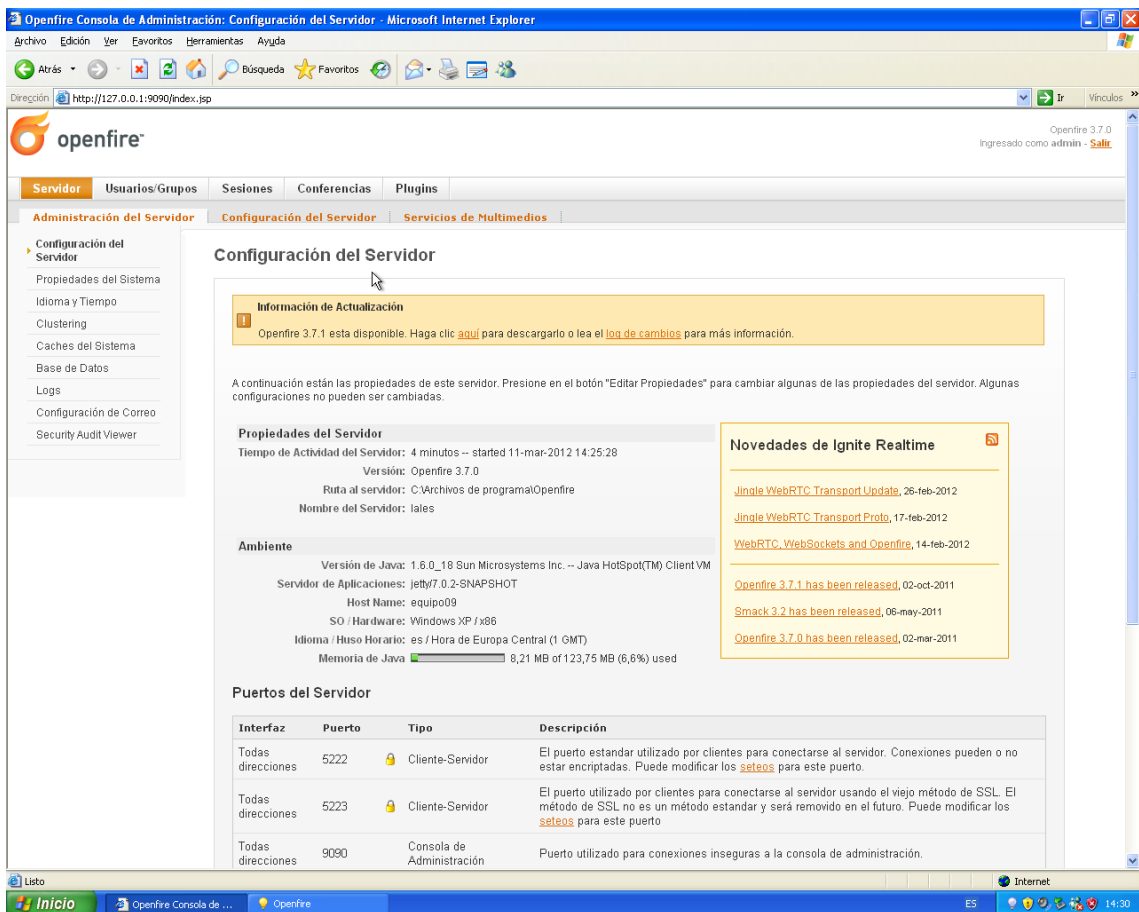 Openfire Consola de Administración: Configuración del Servidor - Microsoft Internet Explorer
Archivo Edición Ver Favoritos Herramientas Ayuda
Atrás Búsqueda Favoritos
Dirección http://127.0.0.1:9090/index.jsp Ir Vínculos »
openfire™
Openfire 3.7.0
Ingresado como admin - Salir
Servidor Usuarios/Grupos Sesiones Conferencias Plugins
Administración del Servidor Configuración del Servidor Servicios de Multimedios
Configuración del
Servidor
Propiedades del Sistema
Idioma y Tiempo
Clustering
Caches del Sistema
Base de Datos
Logs
Configuración de Correo
Security Audit Viewer
Configuración del Servidor
Información de Actualización
Openfire 3.7.1 esta disponible. Haga clic aquí para descargarlo o lea el log de cambios para más información.
A continuación están las propiedades de este servidor. Presione en el botón "Editar Propiedades" para cambiar algunas de las propiedades del servidor. Algunas
configuraciones no pueden ser cambiadas.
Propiedades del Servidor
Tiempo de Actividad del Servidor: 4 minutos -- started 11-mar-2012 14:25:28
Versión: Openfire 3.7.0
Ruta al servidor: C:\Archivos de programa\Openfire
Nombre del Servidor: lales
Ambiente
Versión de Java: 1.6.0_18 Sun Microsystems Inc. -- Java HotSpot(TM) Client VM
Servidor de Aplicaciones: jetty/7.0.2-SNAPSHOT
Host Name: equipo09
SO / Hardware: Windows XP / x86
Idioma / Huso Horario: es / Hora de Europa Central (1 GMT)
Memoria de Java 8,21 MB of 123,75 MB (6,6%) used
Novedades de Ignite Realtime
Jingle WebRTC Transport Update, 26-feb-2012
Jingle WebRTC Transport Proto, 17-feb-2012
WebRTC, WebSockets and Openfire, 14-feb-2012
Openfire 3.7.1 has been released, 02-oct-2011
Smack 3.2 has been released, 06-may-2011
Openfire 3.7.0 has been released, 02-mar-2011
Puertos del Servidor
Interfaz Puerto Tipo Descripción
Todas
direcciones
5222 Cliente-Servidor
El puerto estandar utilizado por clientes para conectarse al servidor. Conexiones pueden o no
estar encriptadas. Puede modificar los seteos para este puerto.
Todas
direcciones
5223 Cliente-Servidor
El puerto utilizado por clientes para conectarse al servidor usando el viejo método de SSL. El
método de SSL no es un método estandar y será removido en el futuro. Puede modificar los
seteos para este puerto
Todas
direcciones
9090
Consola de
Administración
Puerto utilizado para conexiones inseguras a la consola de administración.
Listo Internet
Inicio Openfire Consola de ... Openfire ES 14:30